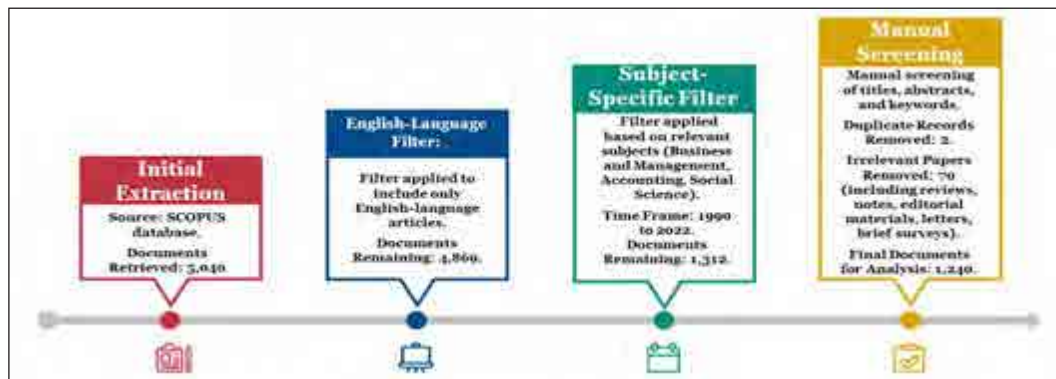 Initial
Extraction
Source: SCOPUS
database.
Documents
Retrieved: 5,040
English-Language
Filter:
Filter applied to
include only
English-language
articles.
Documents
Remaining: 4,869.
Subject-
Specific Filter
Filter applied
based on relevant
subjects (Business
and Management,
Accounting, Social
Science).
Time Frame: 1990
to 2022.
Documents
Remaining: 1,312.
Manual
Screening
Manual screening
of titles, abstracts,
and keywords.
Duplicate Records
Removed: 2.
Irrelevant Papers
Removed: 70
(including reviews,
notes, editorial
materials, letters,
brief surveys).
Final Documents
for Analysis: 1,240.